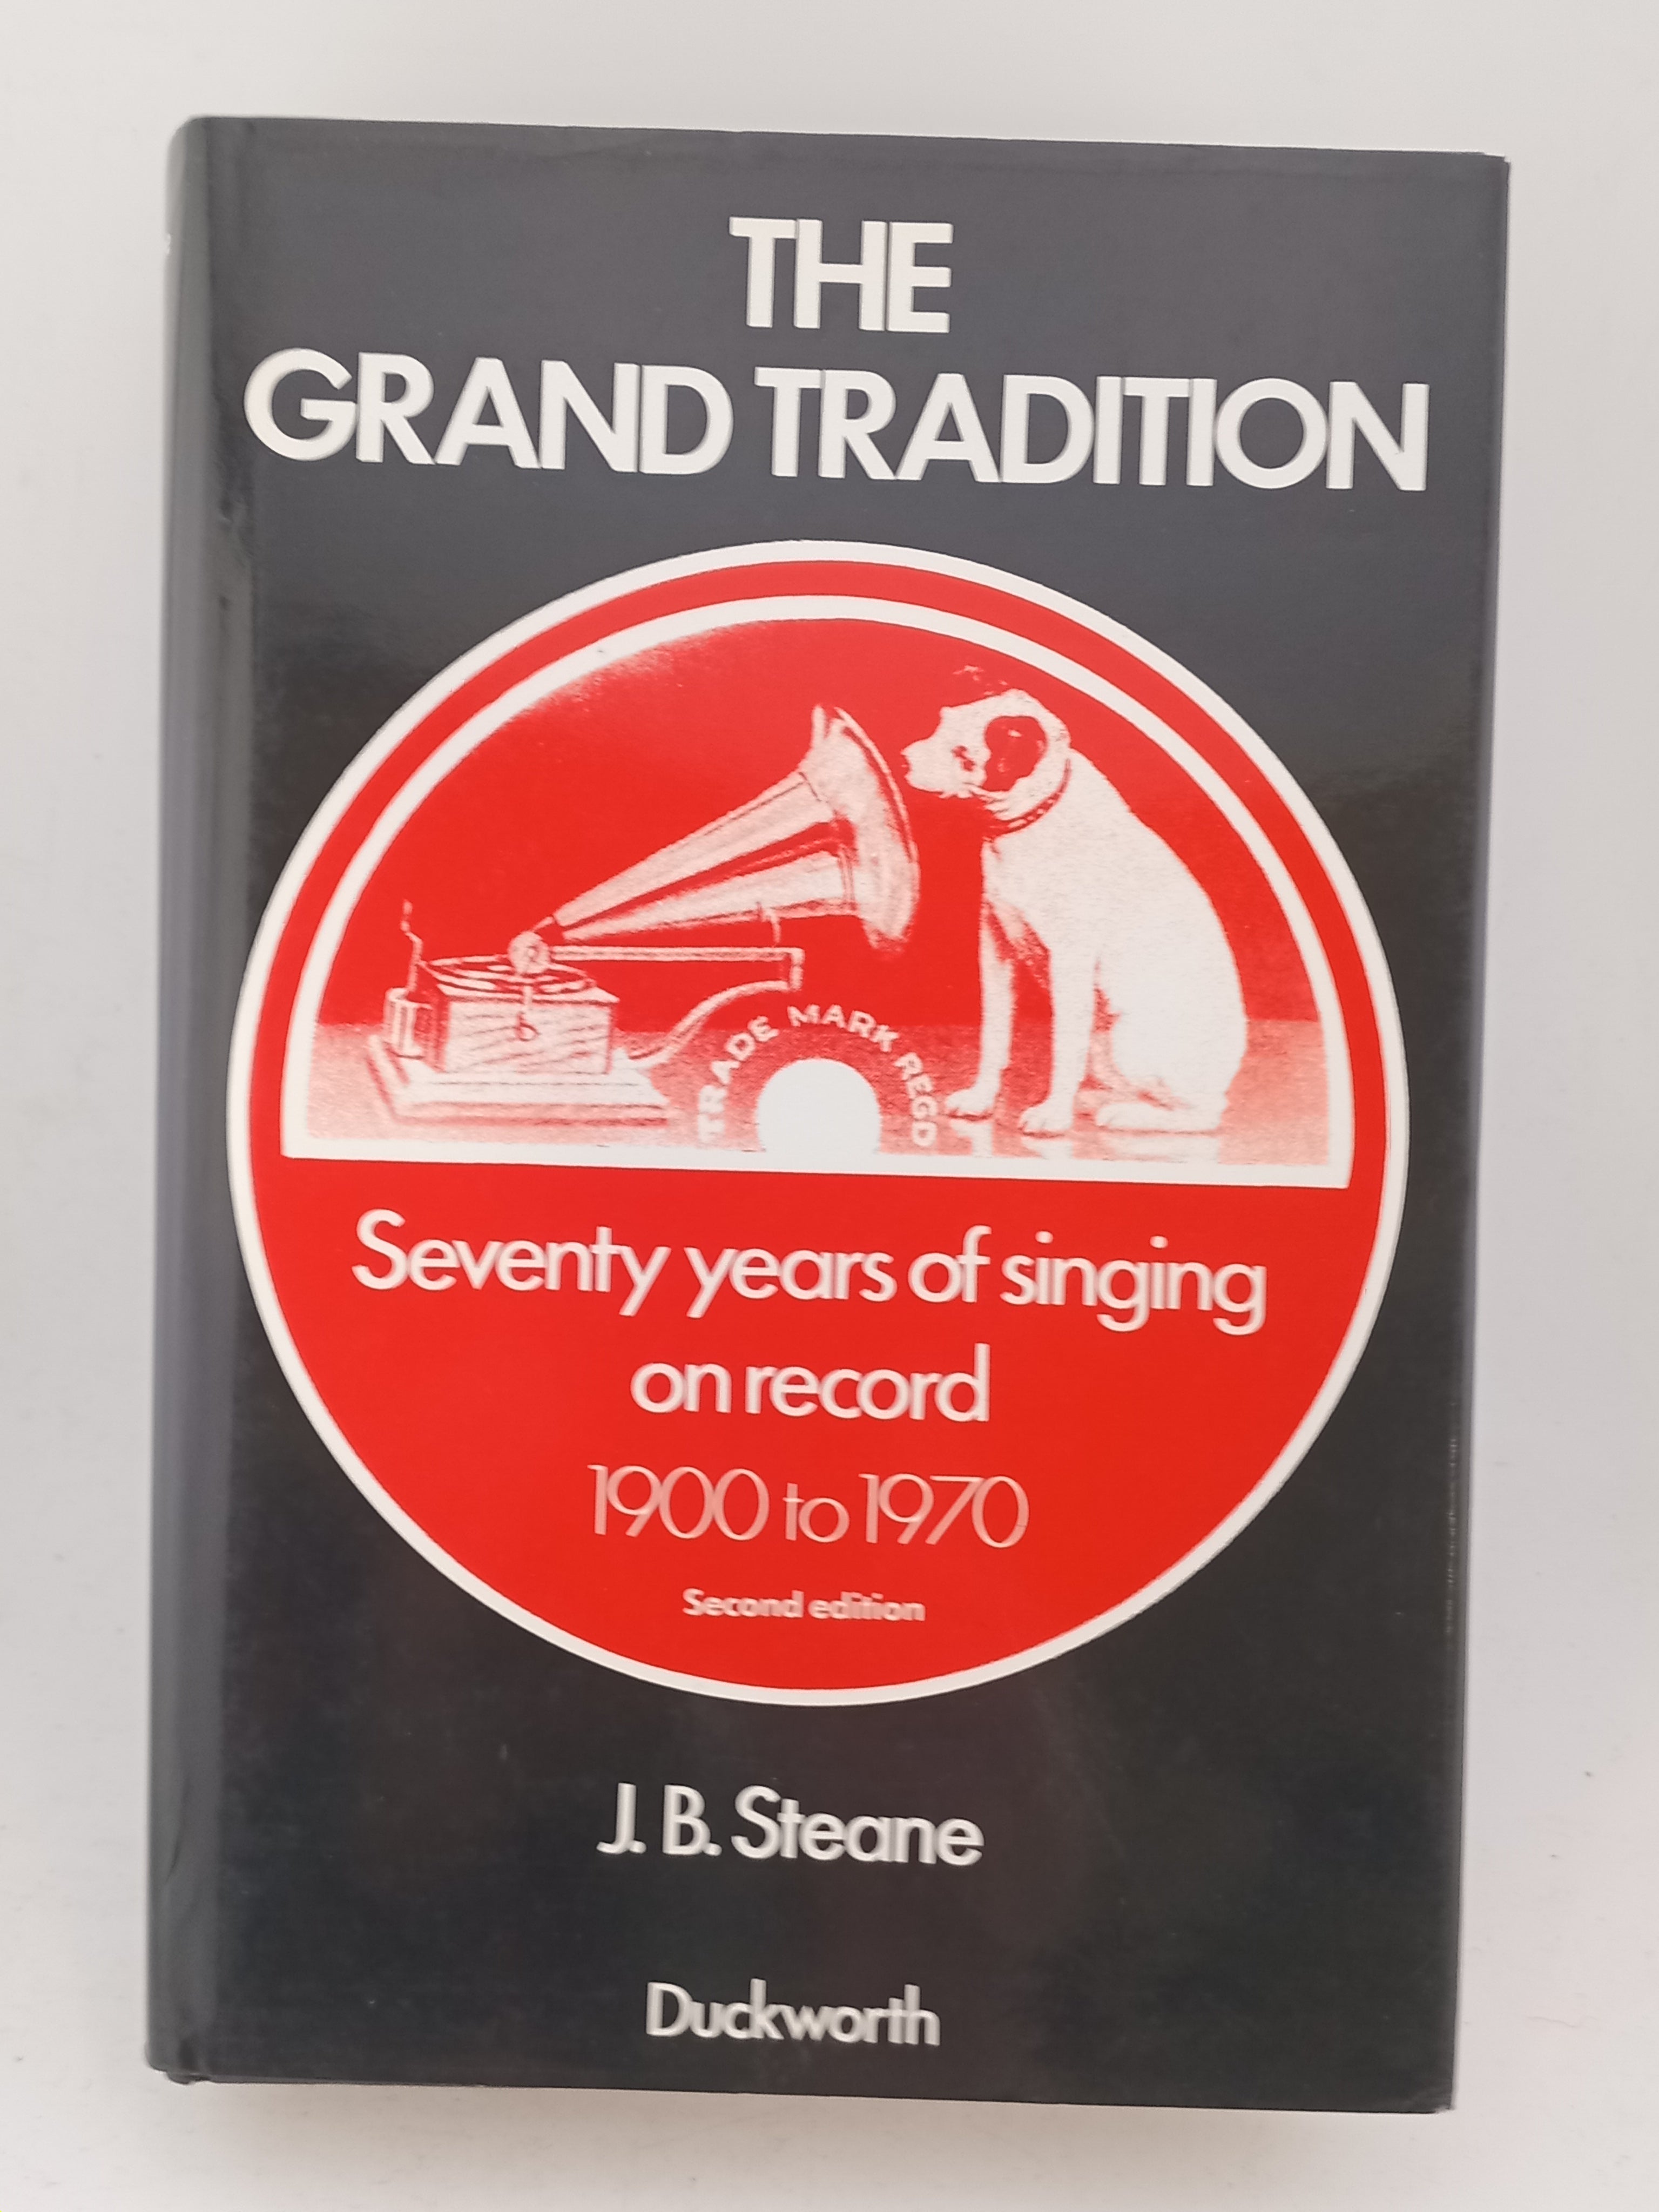 THE
GRAND TRADITION
TRADE MARK REGD
Seventy years of singing
on record
1900 to 1970
Second edition
J. B. Steane
Duckworth